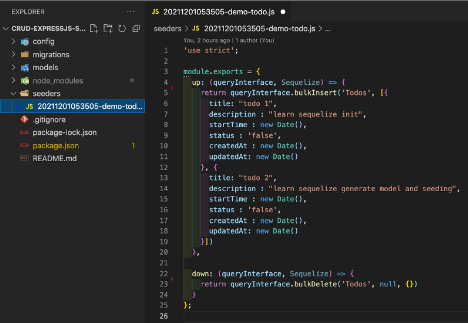 EXPLORER
CRUD-EXPRESSJS-S...
config
migrations
models
node_modules
seeders
JS 20211201053505-demo-tod...
.gitignore
package-lock.json
package.json 1
README.md
JS 20211201053505-demo-todo.js
seeders > JS 20211201053505-demo-todo.js > ...
You, 2 hours ago | 1 author (You)
1 'use strict';
2
3 module.exports = {
4 up: (queryInterface, Sequelize) => {
5 return queryInterface.bulkInsert('Todos', [{
6 title: "todo 1",
7 description : "learn sequelize init",
8 startTime : new Date(),
9 status : 'false',
10 createdAt : new Date(),
11 updatedAt: new Date()
12 }, {
13 title: "todo 2",
14 description : "learn sequelize generate model and seeding",
15 startTime : new Date(),
16 status : 'false',
17 createdAt : new Date(),
18 updatedAt: new Date()
19 }])
20 },
21
22 down: (queryInterface, Sequelize) => {
23 return queryInterface.bulkDelete('Todos', null, {})
24 }
25 };
26